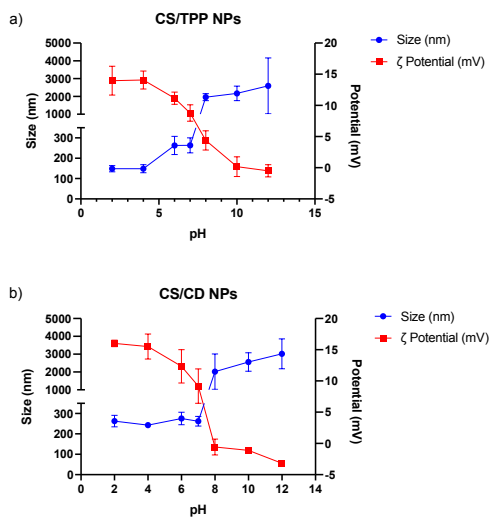 a)
CS/TPP NPs
Size (nm)
ζ Potential (mV)
5000
4000
3000
2000
1000
300
200
100
0
20
15
10
5
0
-5
Size (nm)
Potential (mV)
0 5 10 15
pH
b)
CS/CD NPs
Size (nm)
ζ Potential (mV)
5000
4000
3000
2000
1000
400
300
200
100
0
20
15
10
5
0
-5
Size (nm)
Potential (mV)
0 2 4 6 8 10 12 14
pH